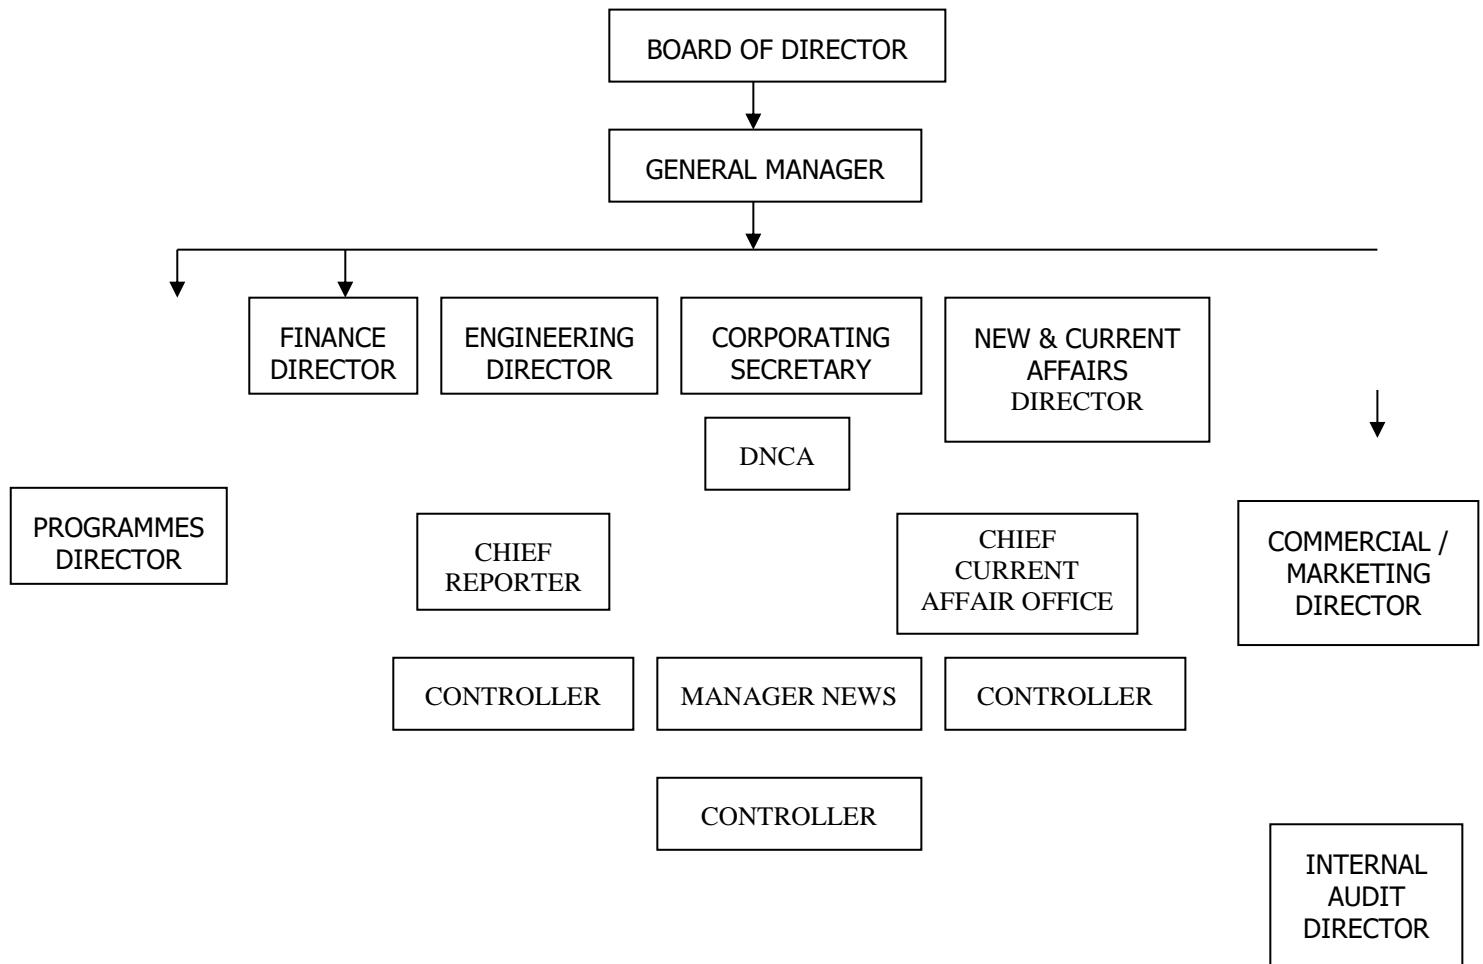 BOARD OF DIRECTOR
GENERAL MANAGER
FINANCE
DIRECTOR
ENGINEERING
DIRECTOR
CORPORATING
SECRETARY
NEW & CURRENT
AFFAIRS
DIRECTOR
DNCA
PROGRAMMES
DIRECTOR
CHIEF
REPORTER
CHIEF
CURRENT
AFFAIR OFFICE
COMMERCIAL /
MARKETING
DIRECTOR
CONTROLLER
MANAGER NEWS
CONTROLLER
CONTROLLER
INTERNAL
AUDIT
DIRECTOR